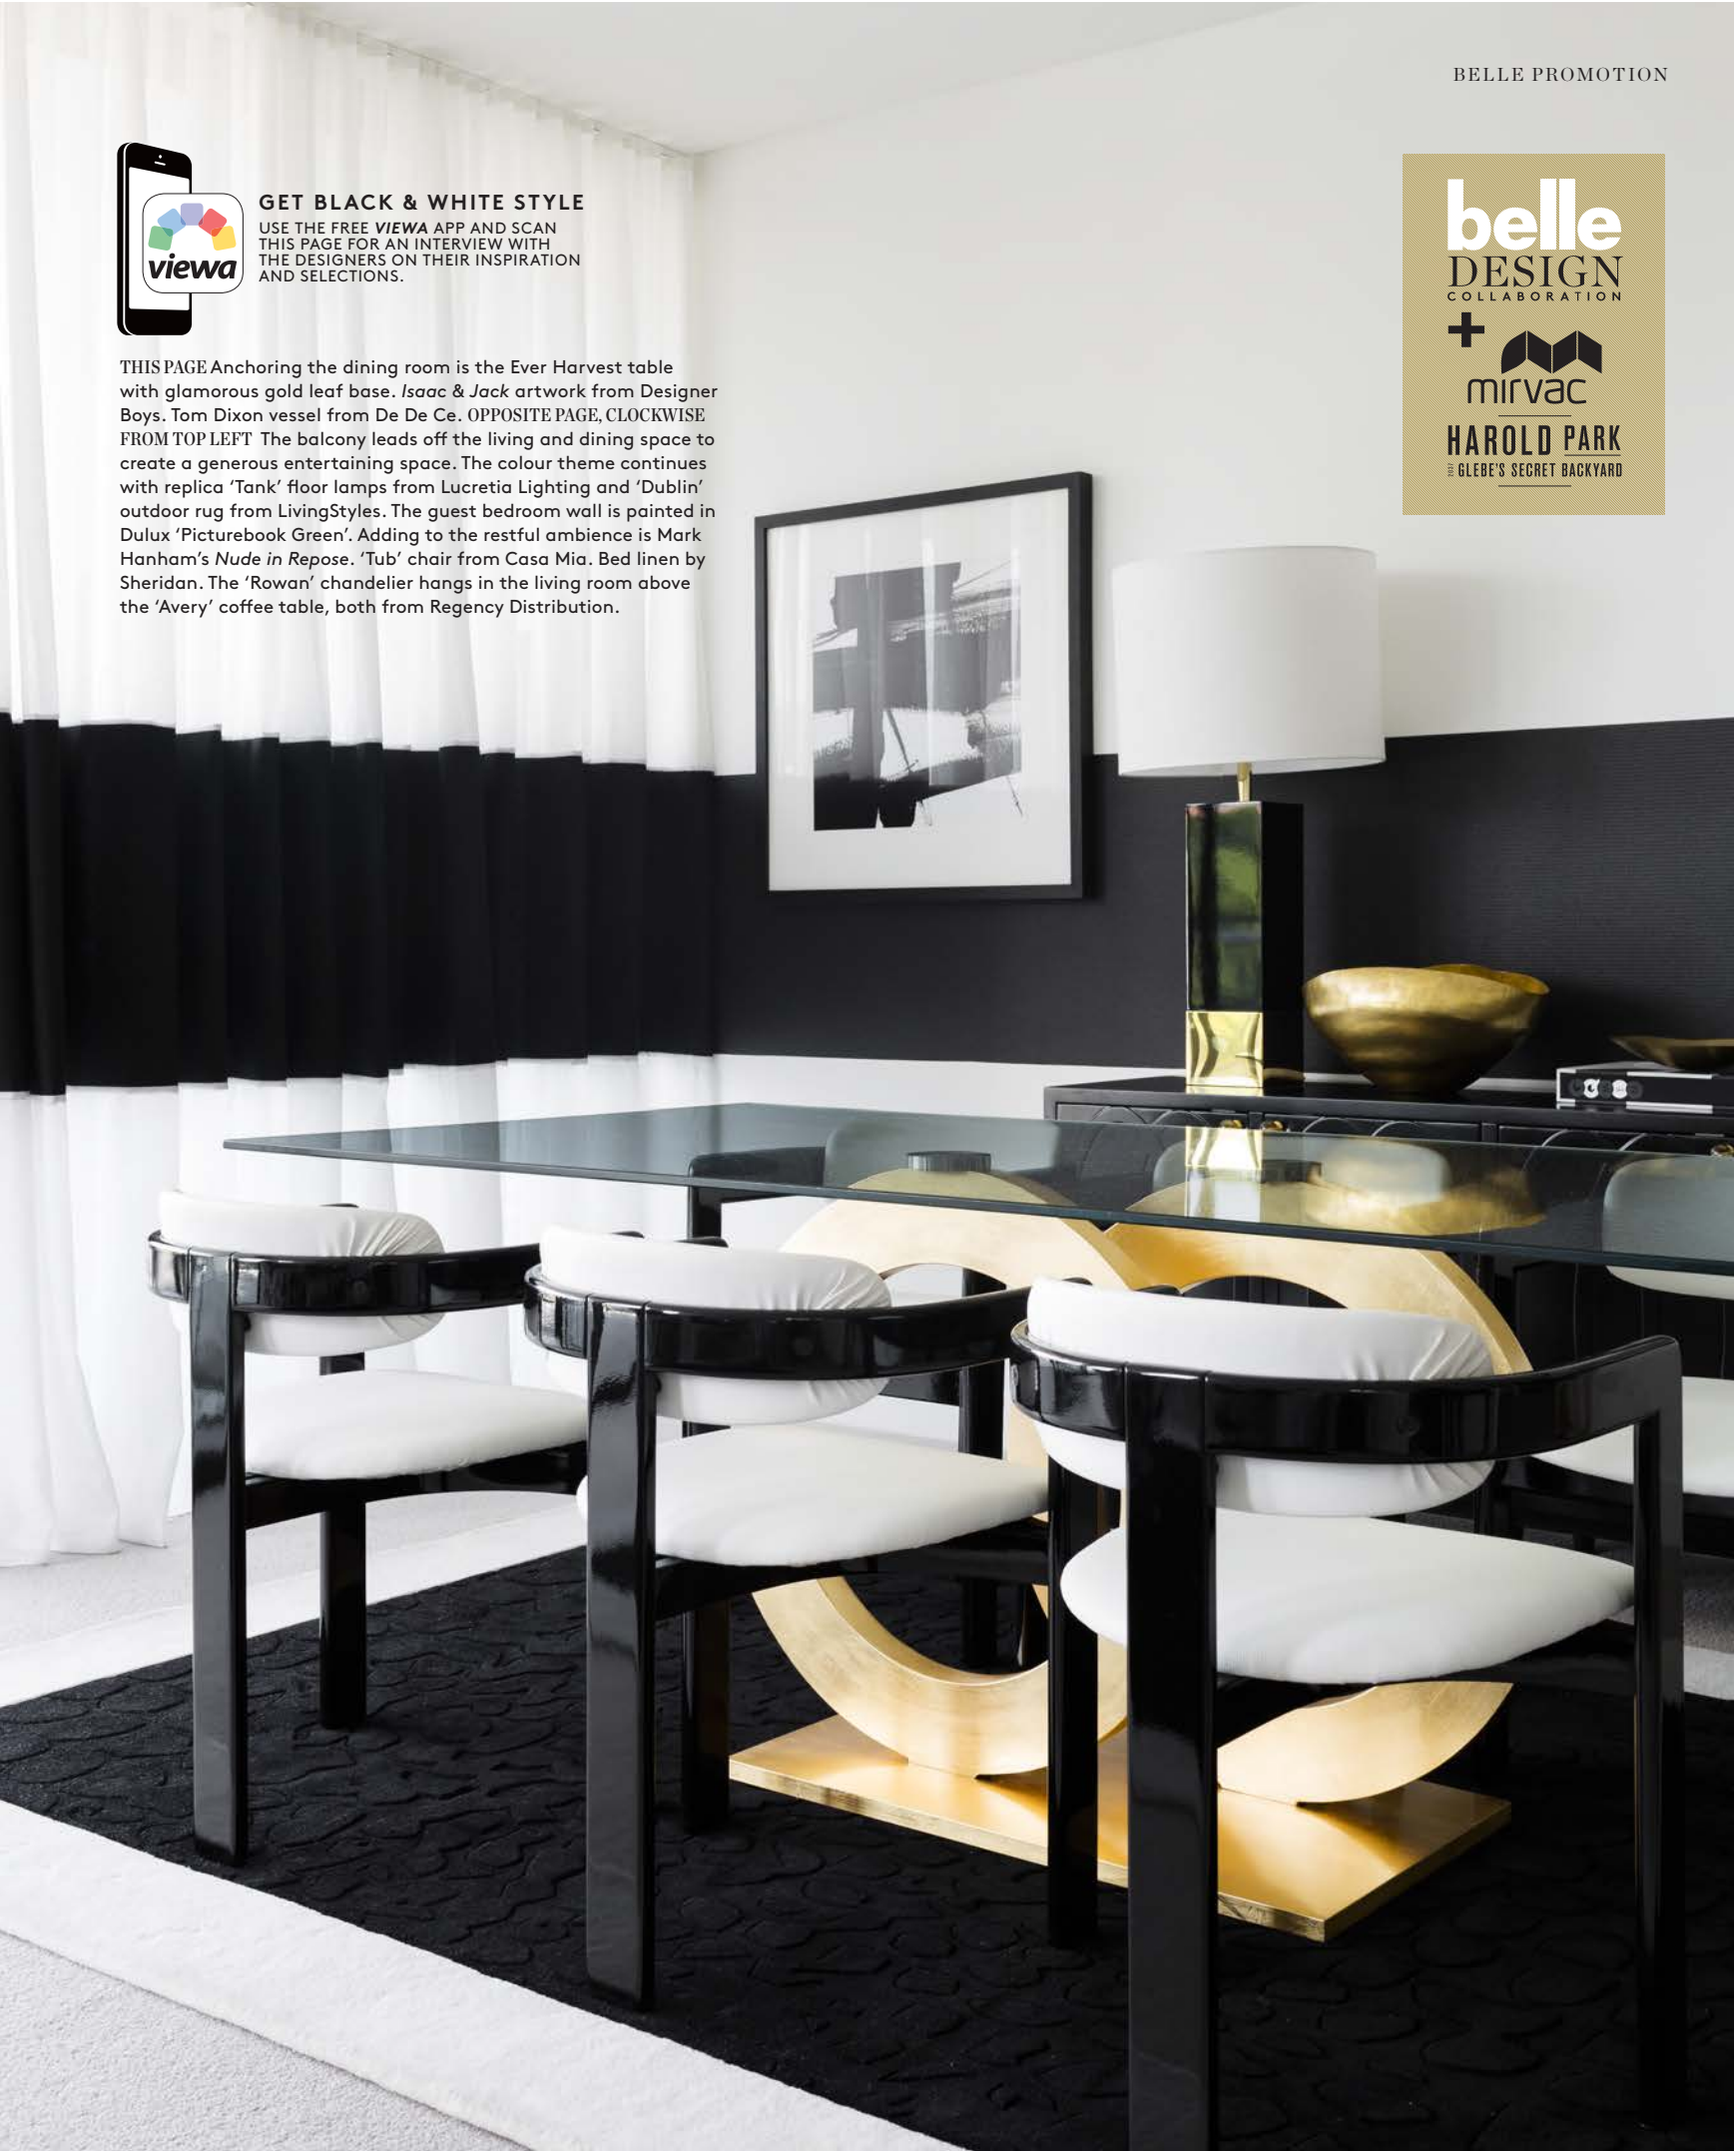 BELLE PROMOTION
viewa
GET BLACK & WHITE STYLE
USE THE FREE VIEWA APP AND SCAN
THIS PAGE FOR AN INTERVIEW WITH
THE DESIGNERS ON THEIR INSPIRATION
AND SELECTIONS.
THIS PAGE Anchoring the dining room is the Ever Harvest table
with glamorous gold leaf base. Isaac & Jack artwork from Designer
Boys. Tom Dixon vessel from De De Ce. OPPOSITE PAGE, CLOCKWISE
FROM TOP LEFT The balcony leads off the living and dining space to
create a generous entertaining space. The colour theme continues
with replica ‘Tank’ floor lamps from Lucretia Lighting and ‘Dublin’
outdoor rug from LivingStyles. The guest bedroom wall is painted in
Dulux ‘Picturebook Green’. Adding to the restful ambience is Mark
Hanham’s Nude in Repose. ‘Tub’ chair from Casa Mia. Bed linen by
Sheridan. The ‘Rowan’ chandelier hangs in the living room above
the ‘Avery’ coffee table, both from Regency Distribution.
belle
DESIGN
COLLABORATION
+
mirvac
HAROLD PARK
2037 GLEBE'S SECRET BACKYARD